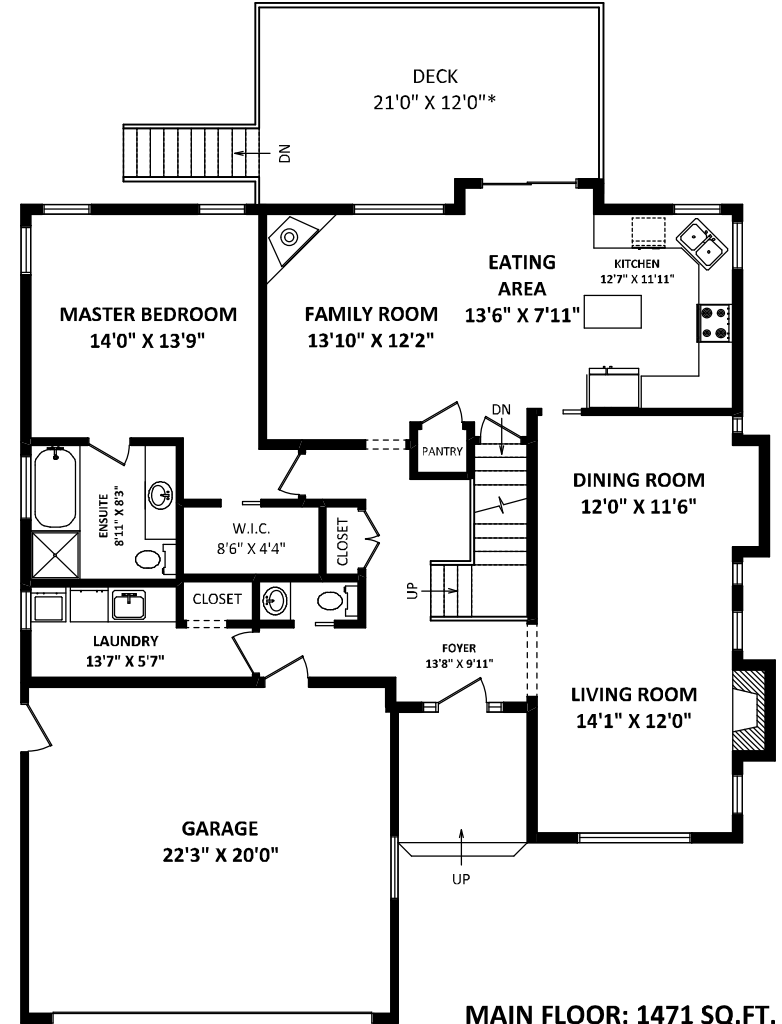 DECK
21'0" X 12'0"*
DN
KITCHEN
12'7" X 11'11"
EATING
AREA
13'6" X 7'11"
MASTER BEDROOM
14'0" X 13'9"
FAMILY ROOM
13'10" X 12'2"
DN
PANTRY
DINING ROOM
12'0" X 11'6"
ENSUITE
8'11" X 8'3"
W.I.C.
8'6" X 4'4"
CLOSET
CLOSET
UP
LAUNDRY
13'7" X 5'7"
FOYER
13'8" X 9'11"
LIVING ROOM
14'1" X 12'0"
GARAGE
22'3" X 20'0"
UP
MAIN FLOOR: 1471 SQ.FT.